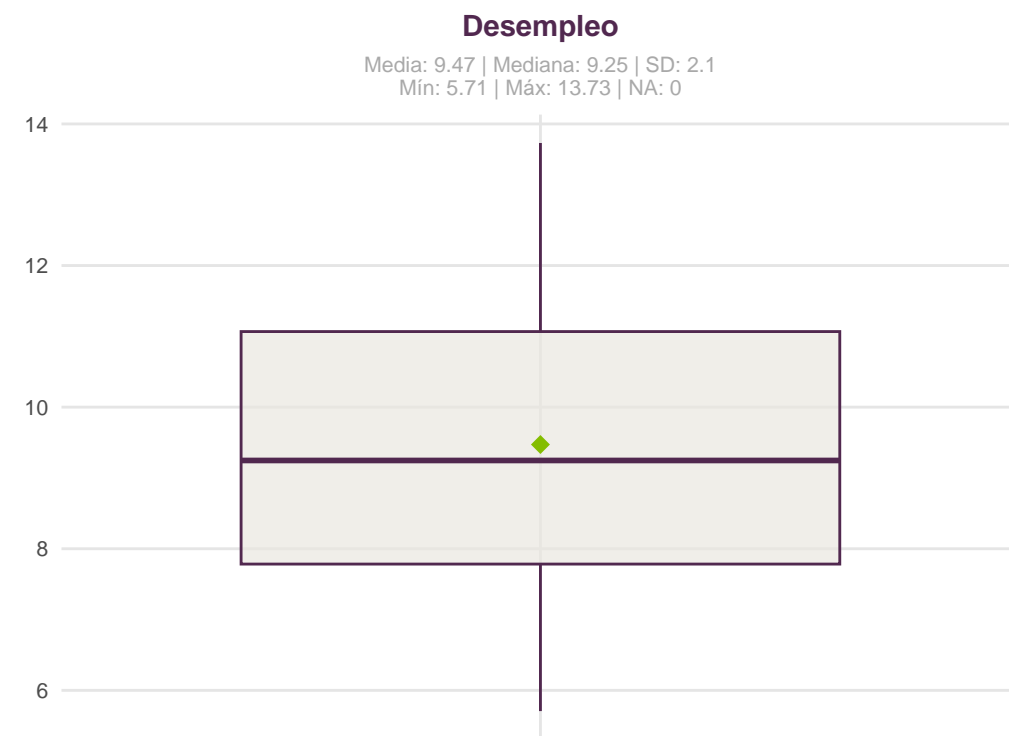 Desempleo
Media: 9.47 | Mediana: 9.25 | SD: 2.1
Mín: 5.71 | Máx: 13.73 | NA: 0
14
12
10
8
6